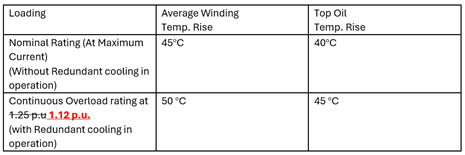 Loading Average Winding Top Oil
Temp. Rise Temp. Rise
Nominal Rating (At Maximum 45°C 40°C
Current)
(Without Redundant cooling in
operation)
Continuous Overload rating at 50 °C 45 °C
1.25 p.u 1.12 p.u.
(with Redundant cooling in
operation)